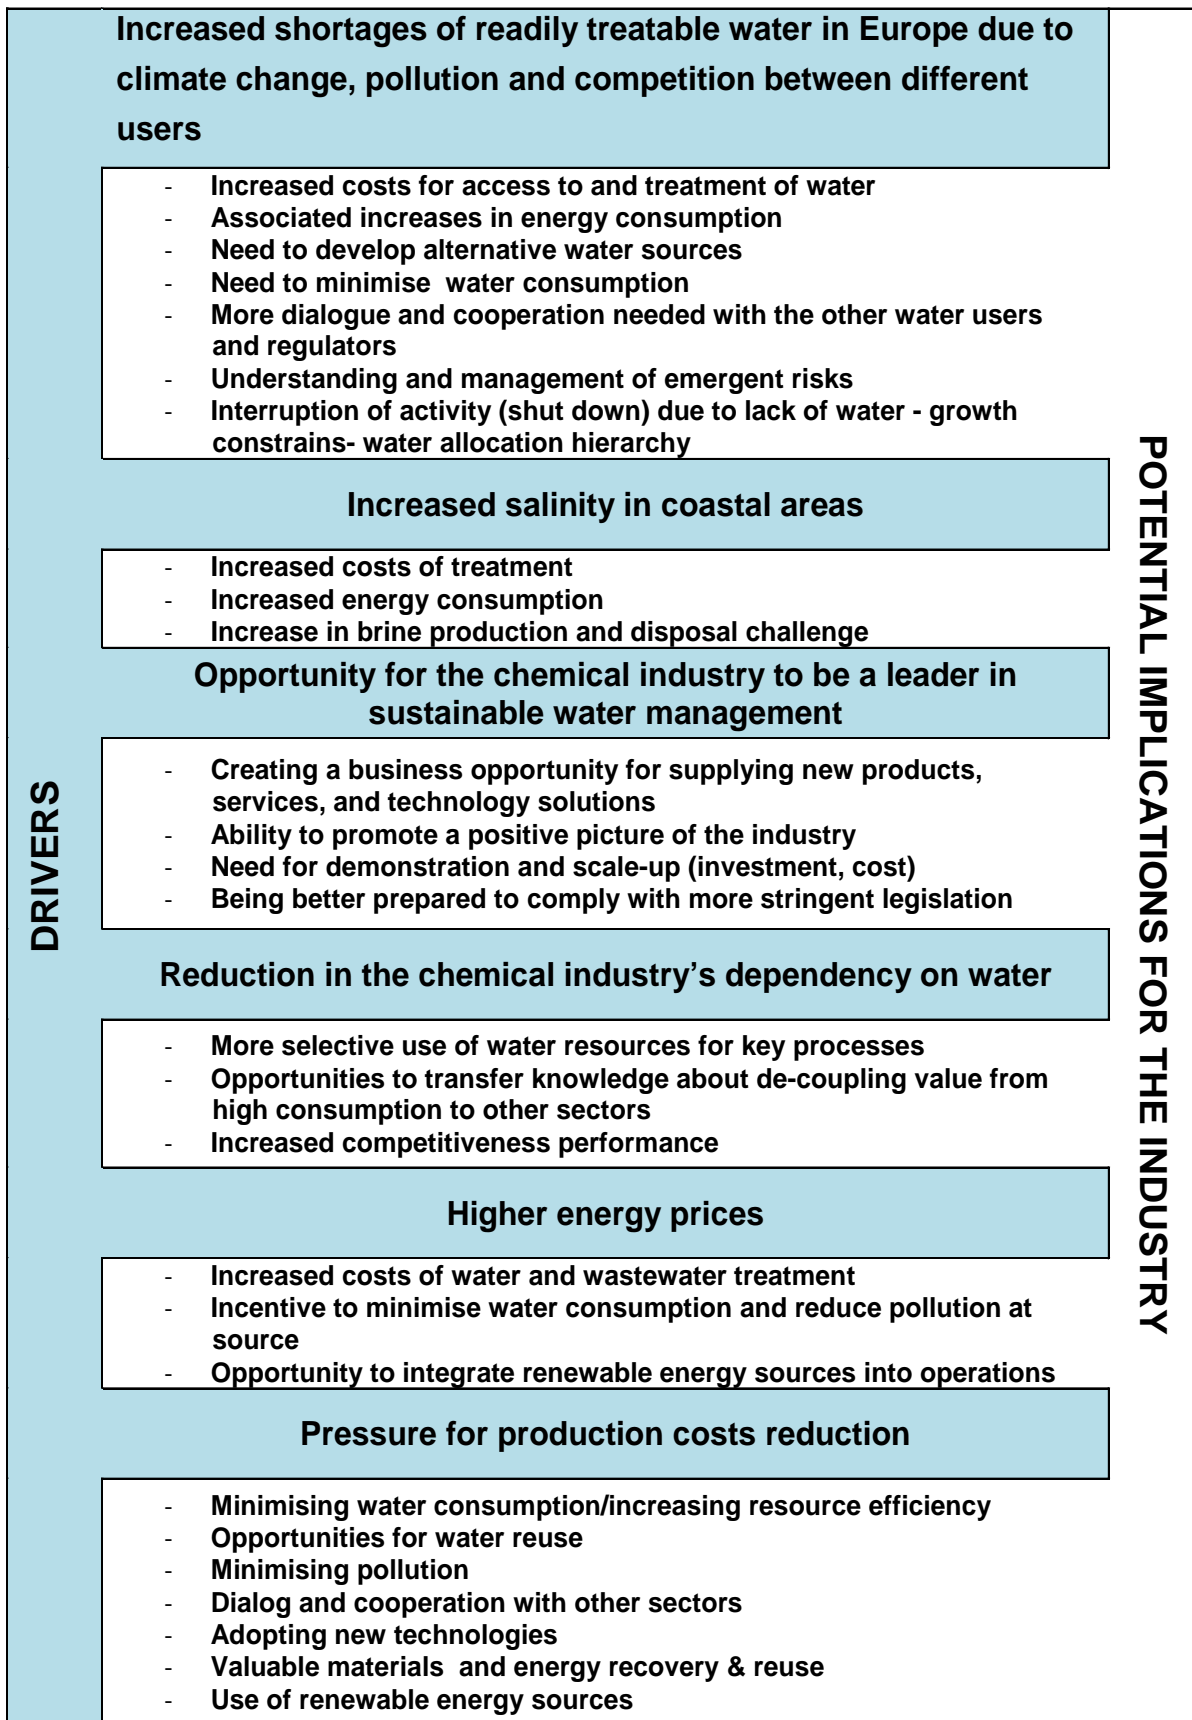 Increased shortages of readily treatable water in Europe due to
climate change, pollution and competition between different
users
- Increased costs for access to and treatment of water
- Associated increases in energy consumption
- Need to develop alternative water sources
- Need to minimise  water consumption
- More dialogue and cooperation needed with the other water users
and regulators
- Understanding and management of emergent risks
- Interruption of activity (shut down) due to lack of water - growth
constrains- water allocation hierarchy
Increased salinity in coastal areas
- Increased costs of treatment
- Increased energy consumption
- Increase in brine production and disposal challenge
Opportunity for the chemical industry to be a leader in
sustainable water management
- Creating a business opportunity for supplying new products,
services, and technology solutions
- Ability to promote a positive picture of the industry
- Need for demonstration and scale-up (investment, cost)
- Being better prepared to comply with more stringent legislation
Reduction in the chemical industry’s dependency on water
- More selective use of water resources for key processes
- Opportunities to transfer knowledge about de-coupling value from
high consumption to other sectors
- Increased competitiveness performance
Higher energy prices
- Increased costs of water and wastewater treatment
- Incentive to minimise water consumption and reduce pollution at
source
- Opportunity to integrate renewable energy sources into operations
Pressure for production costs reduction
- Minimising water consumption/increasing resource efficiency
- Opportunities for water reuse
- Minimising pollution
- Dialog and cooperation with other sectors
- Adopting new technologies
- Valuable materials  and energy recovery & reuse
- Use of renewable energy sources
DRIVERS
POTENTIAL IMPLICATIONS FOR THE INDUSTRY